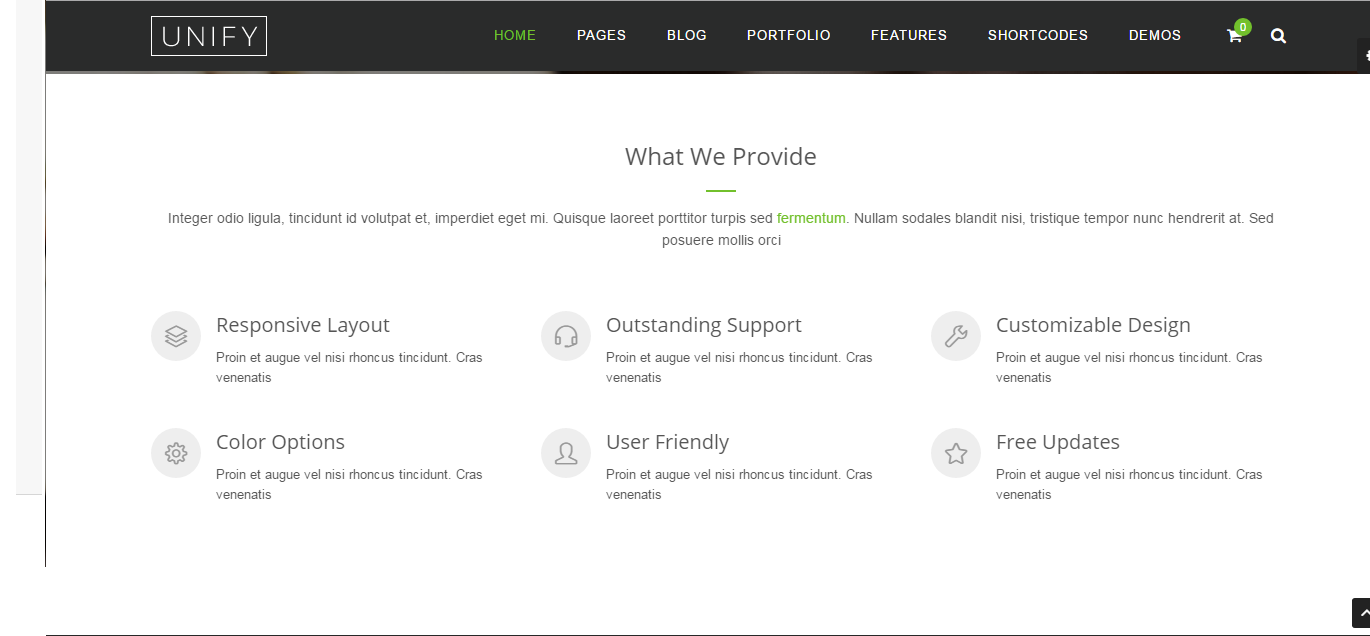 UNIFY
HOME PAGES BLOG PORTFOLIO FEATURES SHORTCODES DEMOS 0
What We Provide
Integer odio ligula, tincidunt id volutpat et, imperdiet eget mi. Quisque laoreet porttitor turpis sed fermentum. Nullam sodales blandit nisi, tristique tempor nunc hendrerit at. Sed
posuere mollis orci
Responsive Layout
Proin et augue vel nisi rhoncus tincidunt. Cras
venenatis
Outstanding Support
Proin et augue vel nisi rhoncus tincidunt. Cras
venenatis
Customizable Design
Proin et augue vel nisi rhoncus tincidunt. Cras
venenatis
Color Options
Proin et augue vel nisi rhoncus tincidunt. Cras
venenatis
User Friendly
Proin et augue vel nisi rhoncus tincidunt. Cras
venenatis
Free Updates
Proin et augue vel nisi rhoncus tincidunt. Cras
venenatis